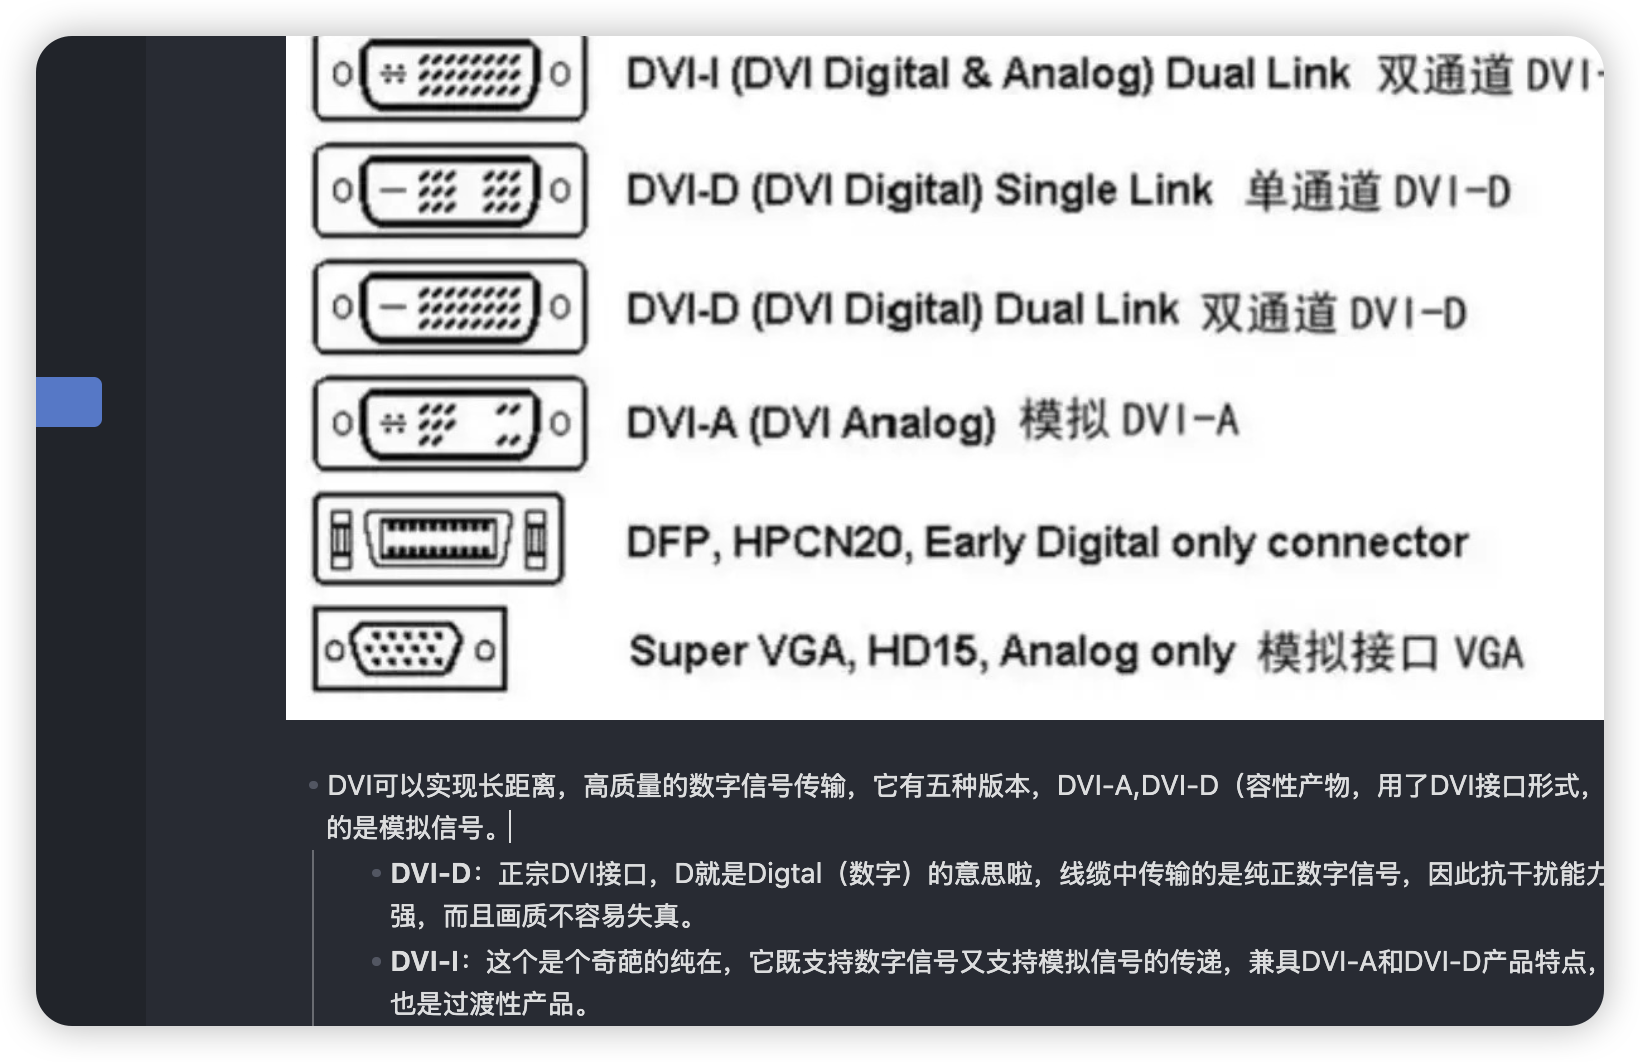 DVI-I (DVI Digital & Analog) Dual Link 双通道 DVI-
DVI-D (DVI Digital) Single Link 单通道 DVI-D
DVI-D (DVI Digital) Dual Link 双通道 DVI-D
DVI-A (DVI Analog) 模拟 DVI-A
DFP, HPCN20, Early Digital only connector
Super VGA, HD15, Analog only 模拟接口 VGA
DVI可以实现长距离，高质量的数字信号传输，它有五种版本，DVI-A,DVI-D（容性产物，用了DVI接口形式，
的是模拟信号。
DVI-D：正宗DVI接口，D就是Digtal（数字）的意思啦，线缆中传输的是纯正数字信号，因此抗干扰能力
强，而且画质不容易失真。
DVI-I：这个是个奇葩的纯在，它既支持数字信号又支持模拟信号的传递，兼具DVI-A和DVI-D产品特点，
也是过渡性产品。